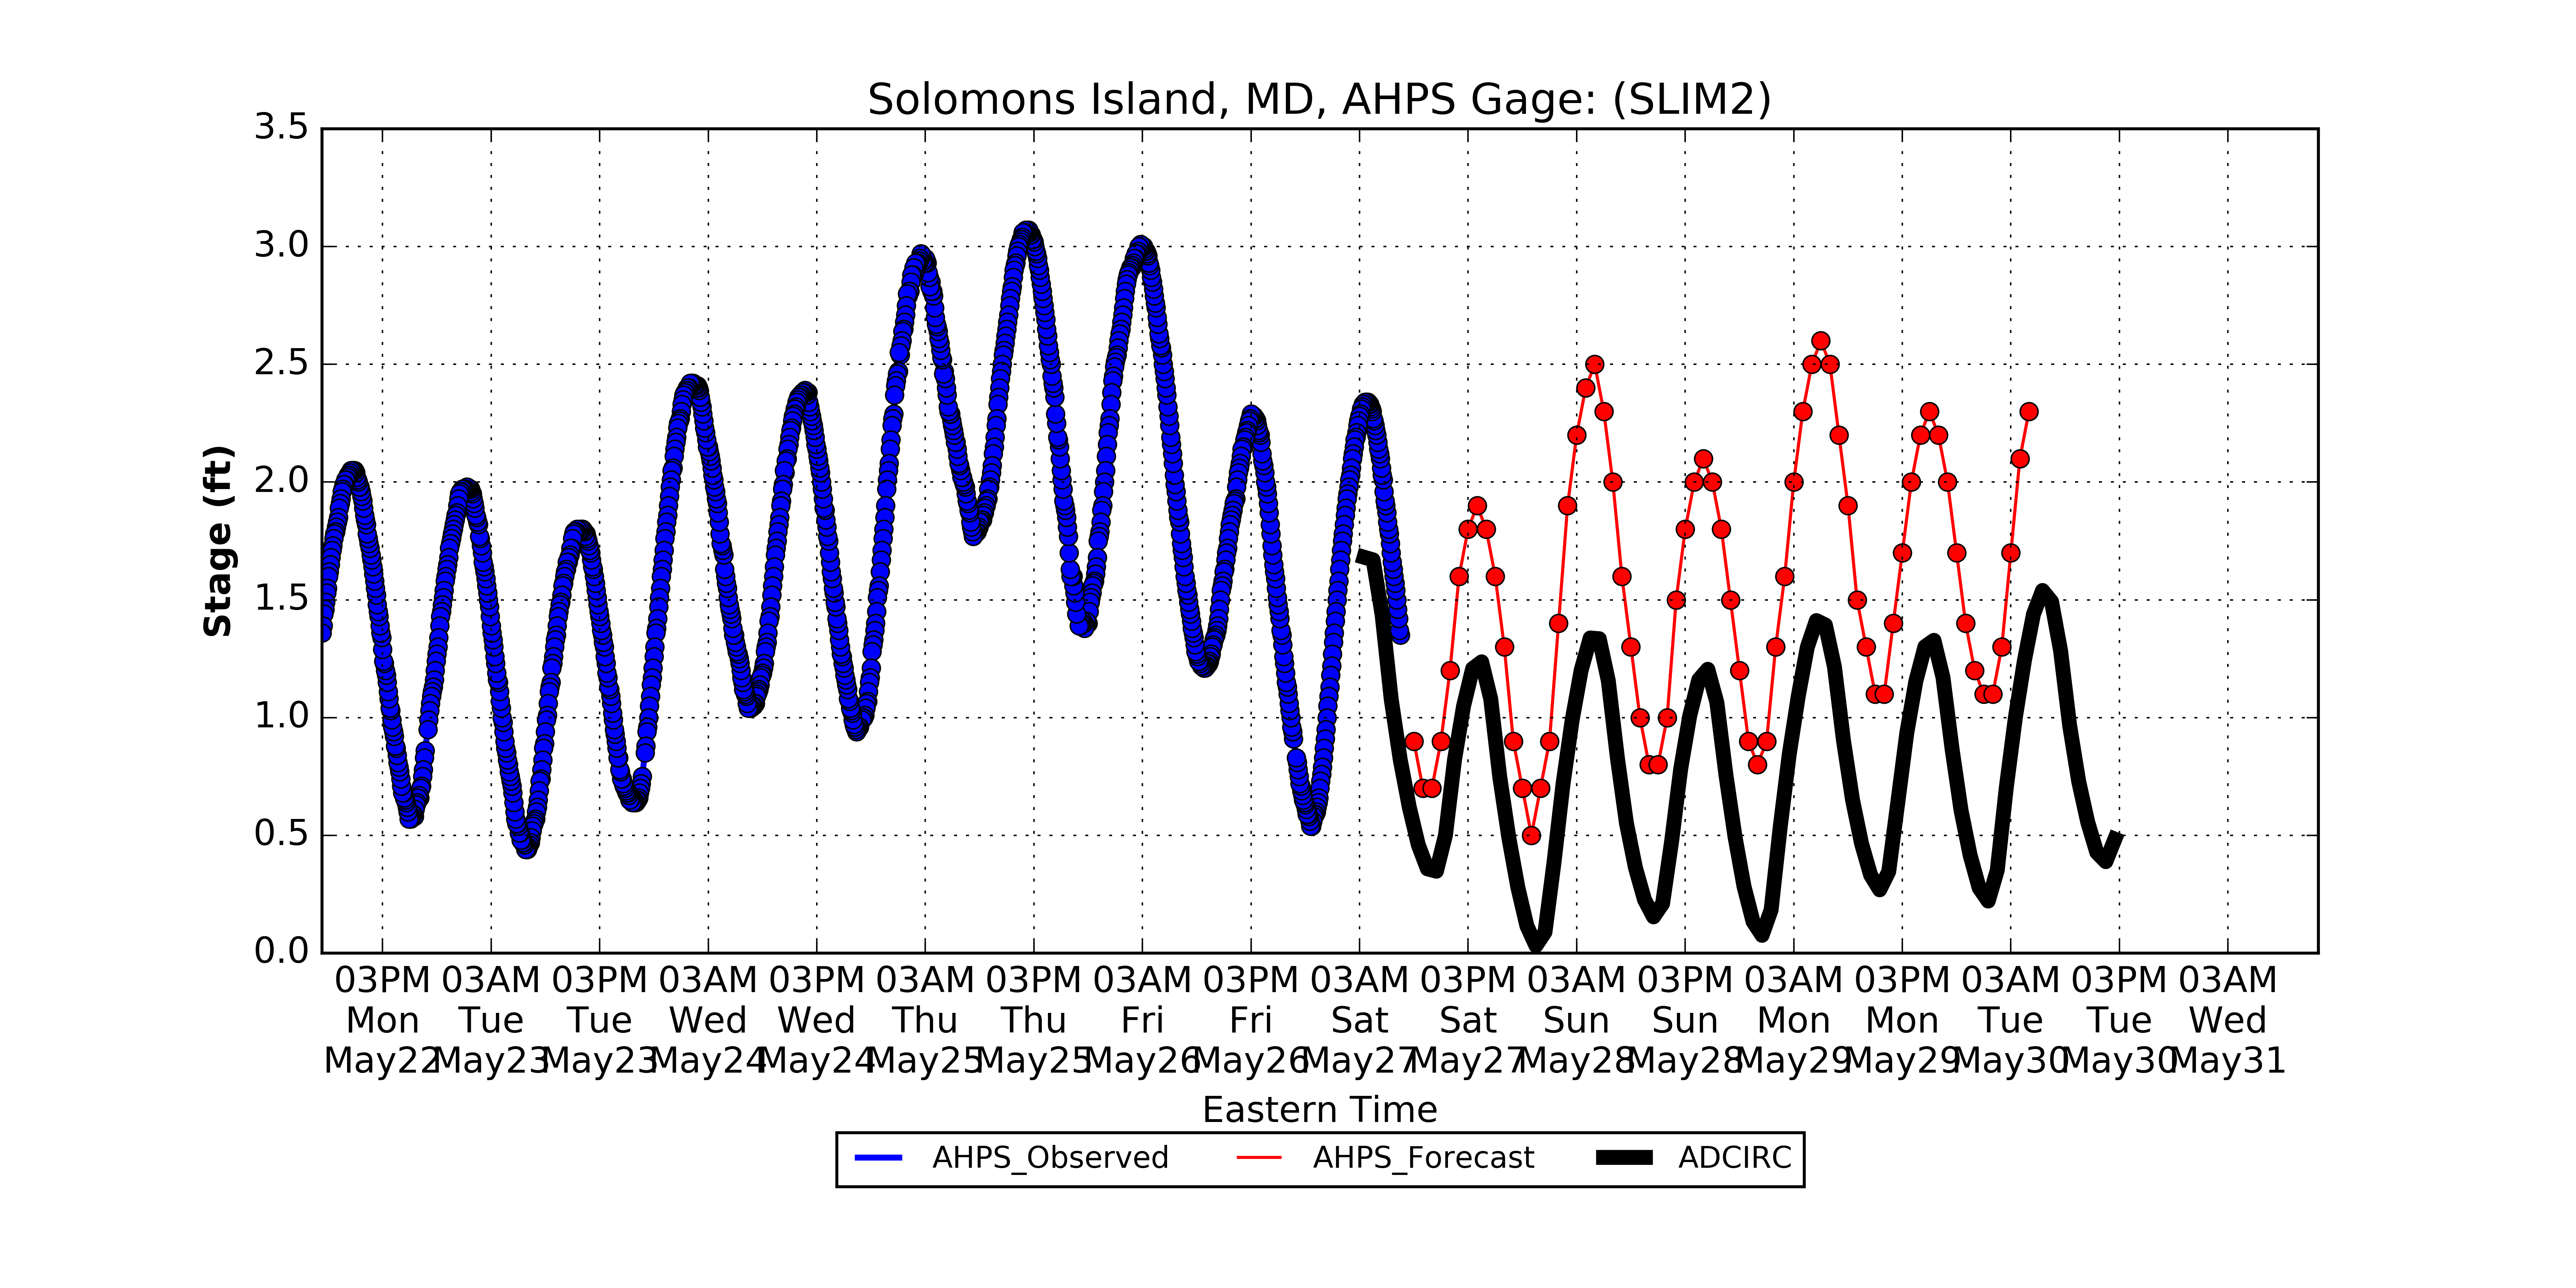 Solomons Island, MD, AHPS Gage: (SLIM2)
3.5
3.0
2.5
2.0
1.5
1.0
0.5
0.0
Stage (ft)
03PM 03AM 03PM 03AM 03PM 03AM 03PM 03AM 03PM 03AM 03PM 03AM 03PM 03AM 03PM 03AM 03PM 03AM
Mon Tue Tue Wed Wed Thu Thu Fri Fri Sat Sat Sun Sun Mon Mon Tue Tue Wed
May22 May23 May23 May24 May24 May25 May25 May26 May26 May27 May27 May28 May28 May29 May29 May30 May30 May31
Eastern Time
AHPS_Observed AHPS_Forecast ADCIRC